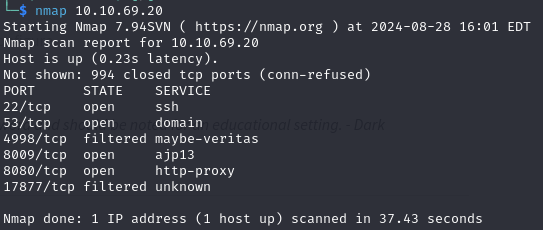 └─$ nmap 10.10.69.20
Starting Nmap 7.94SVN ( https://nmap.org ) at 2024-08-28 16:01 EDT
Nmap scan report for 10.10.69.20
Host is up (0.23s latency).
Not shown: 994 closed tcp ports (conn-refused)
PORT      STATE    SERVICE
22/tcp    open     ssh
53/tcp    open     domain
4998/tcp  filtered maybe-veritas
educational setting. - Dark
8009/tcp  open     ajp13
8080/tcp  open     http-proxy
17877/tcp filtered unknown
Nmap done: 1 IP address (1 host up) scanned in 37.43 seconds